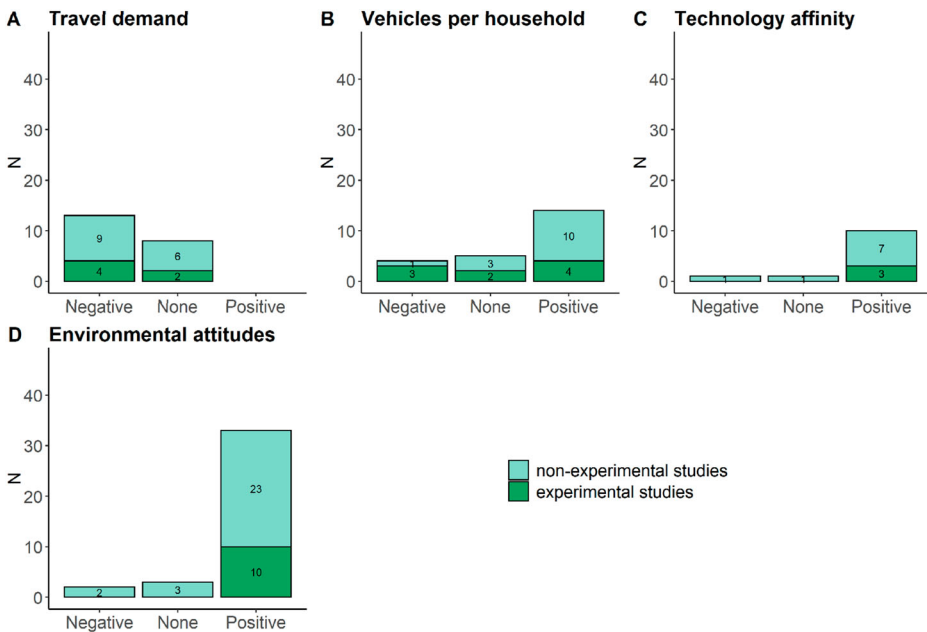 A Travel demand
N
40
30
20
10
0
9
4
6
2
Negative None Positive
B Vehicles per household
N
40
30
20
10
0
1
3
3
2
10
4
Negative None Positive
C Technology affinity
N
40
30
20
10
0
1
1
7
3
Negative None Positive
D Environmental attitudes
N
40
30
20
10
0
2
3
23
10
Negative None Positive
non-experimental studies
experimental studies